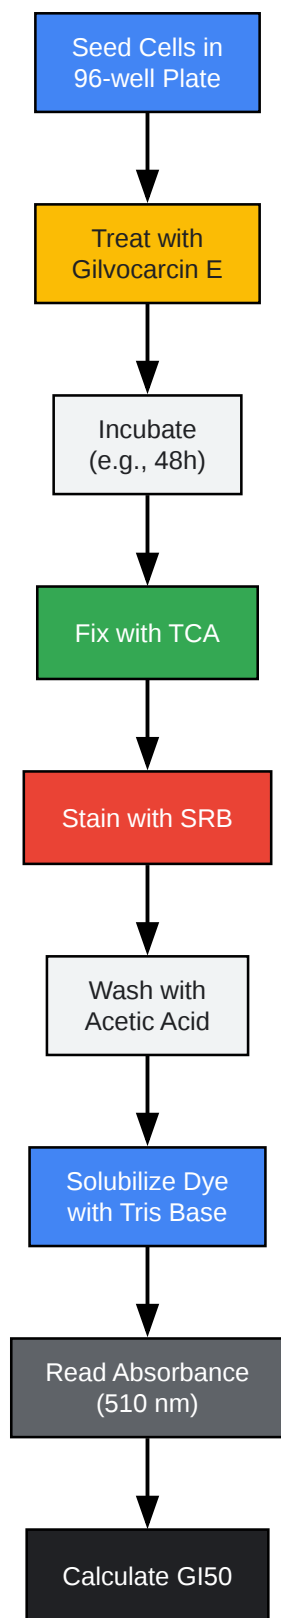 Seed Cells in
96-well Plate
Treat with
Gilvocarcin E
Incubate
(e.g., 48h)
Fix with TCA
Stain with SRB
Wash with
Acetic Acid
Solubilize Dye
with Tris Base
Read Absorbance
(510 nm)
Calculate GI50